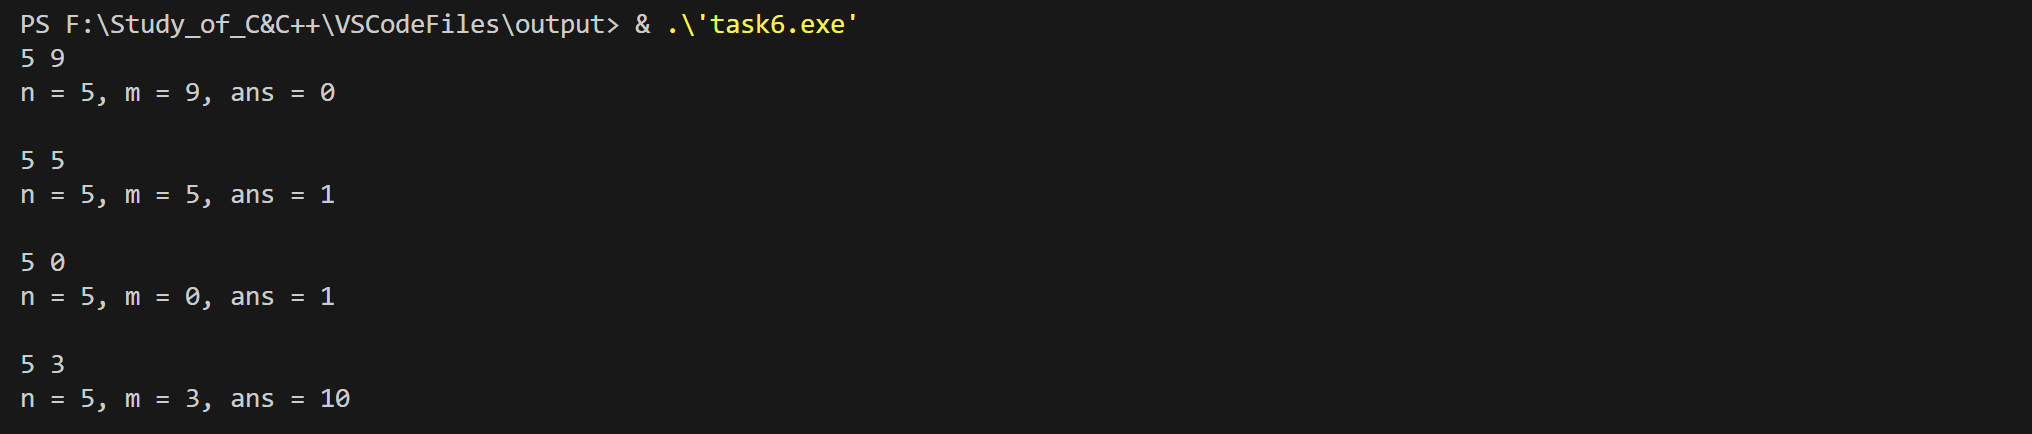 PS F:\Study_of_C&C++\VSCodeFiles\output> & .\'task6.exe'
5 9
n = 5, m = 9, ans = 0
5 5
n = 5, m = 5, ans = 1
5 0
n = 5, m = 0, ans = 1
5 3
n = 5, m = 3, ans = 10